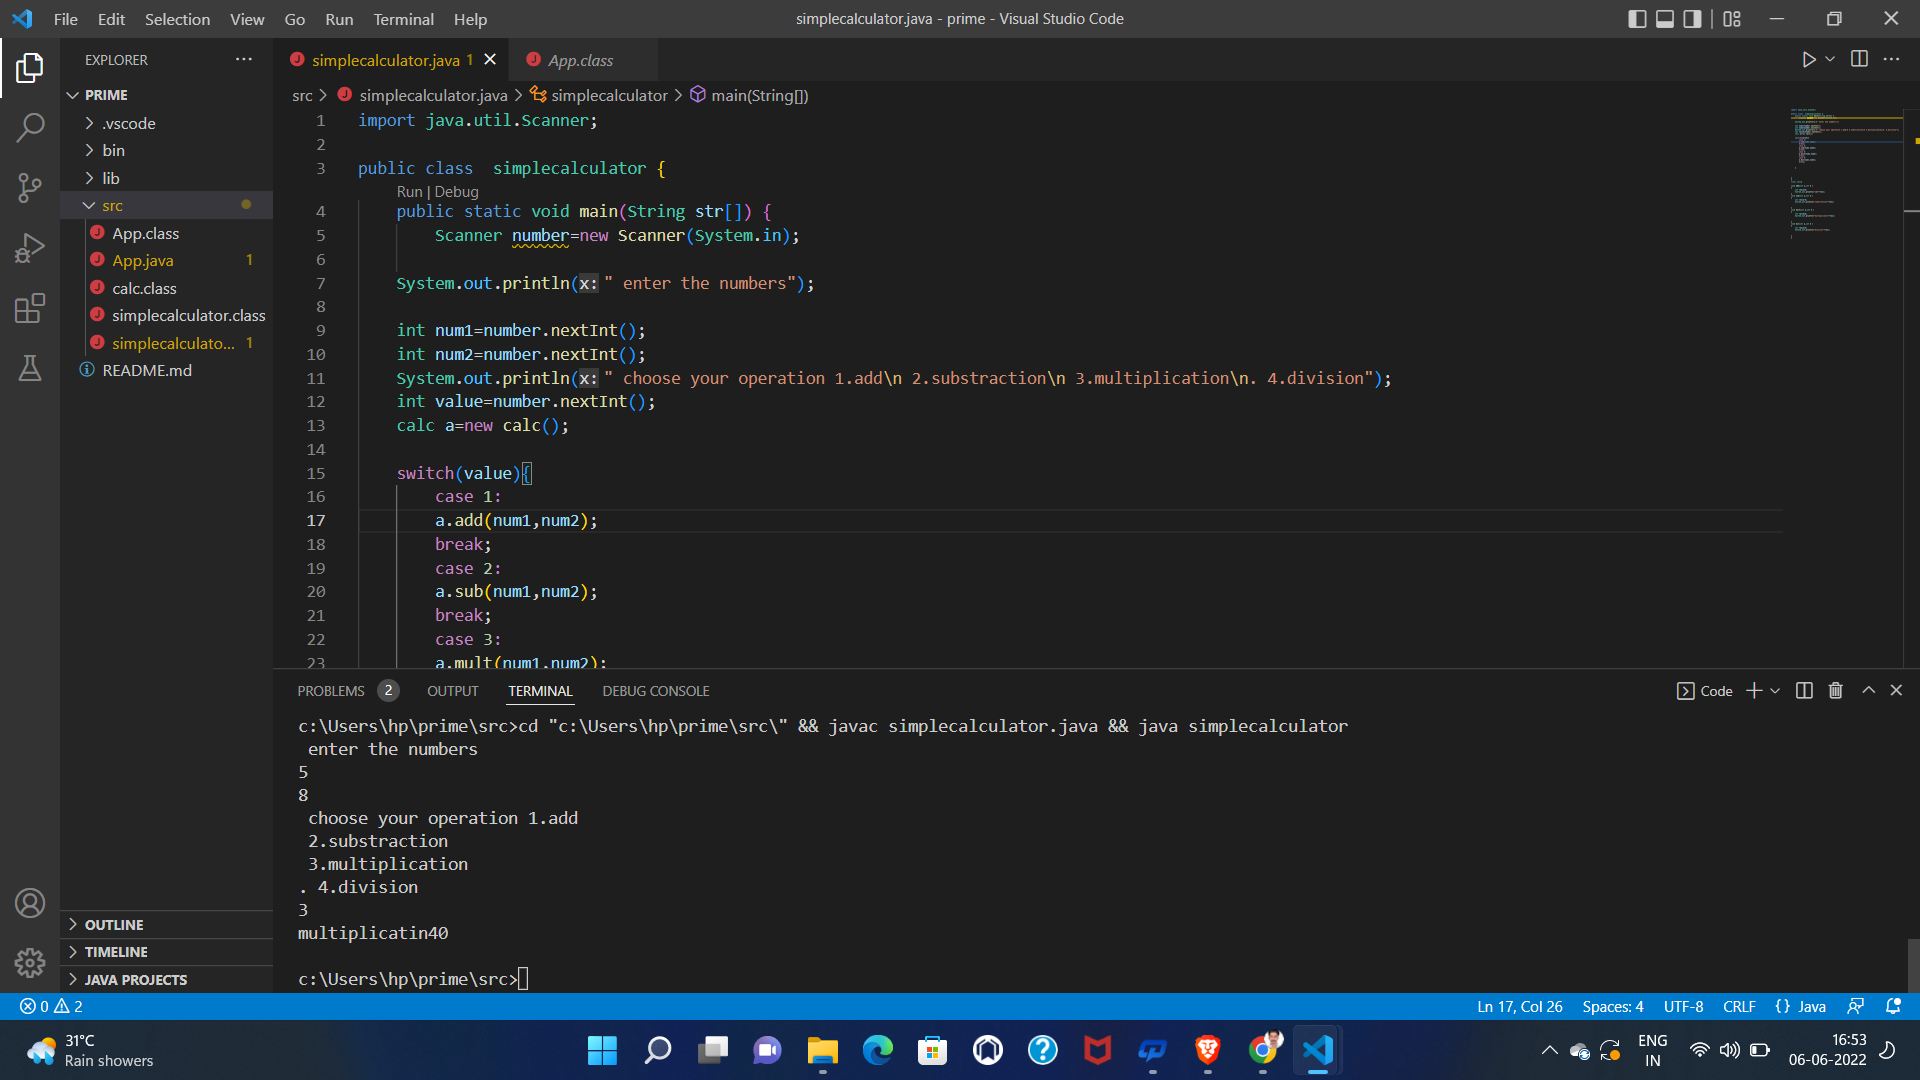 File Edit Selection View Go Run Terminal Help
simplecalculator.java - prime - Visual Studio Code
EXPLORER
PRIME
.vscode
bin
lib
src
App.class
App.java 1
calc.class
simplecalculator.class
simplecalculato... 1
README.md
OUTLINE
TIMELINE
JAVA PROJECTS
simplecalculator.java 1
App.class
src > simplecalculator.java > simplecalculator > main(String[])
1 import java.util.Scanner;
2
3 public class  simplecalculator {
Run | Debug
4 public static void main(String str[]) {
5 Scanner number=new Scanner(System.in);
6
7 System.out.println(x: " enter the numbers");
8
9 int num1=number.nextInt();
10 int num2=number.nextInt();
11 System.out.println(x: " choose your operation 1.add\n 2.substraction\n 3.multiplication\n. 4.division");
12 int value=number.nextInt();
13 calc a=new calc();
14
15 switch(value){
16 case 1:
17 a.add(num1,num2);
18 break;
19 case 2:
20 a.sub(num1,num2);
21 break;
22 case 3:
23 a.mult(num1,num2);
PROBLEMS 2 OUTPUT TERMINAL DEBUG CONSOLE
Code
c:\Users\hp\prime\src>cd "c:\Users\hp\prime\src\" && javac simplecalculator.java && java simplecalculator
enter the numbers
5
8
choose your operation 1.add
2.substraction
3.multiplication
. 4.division
3
multiplicatin40
c:\Users\hp\prime\src>
0 2
Ln 17, Col 26 Spaces: 4 UTF-8 CRLF {} Java
31°C
Rain showers
ENG
IN
16:53
06-06-2022